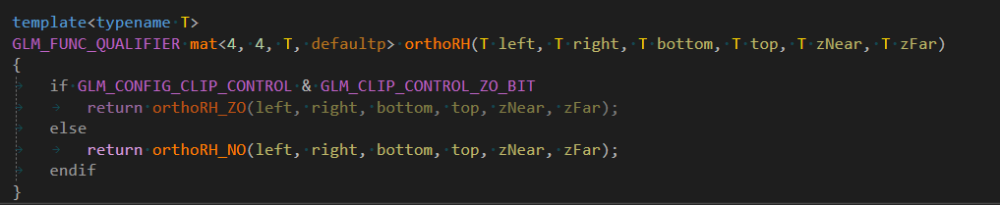 template<typename T>
GLM_FUNC_QUALIFIER mat<4, 4, T, defaultp> orthoRH(T left, T right, T bottom, T top, T zNear, T zFar)
{
if GLM_CONFIG_CLIP_CONTROL & GLM_CLIP_CONTROL_ZO_BIT
return orthoRH_ZO(left, right, bottom, top, zNear, zFar);
else
return orthoRH_NO(left, right, bottom, top, zNear, zFar);
endif
}